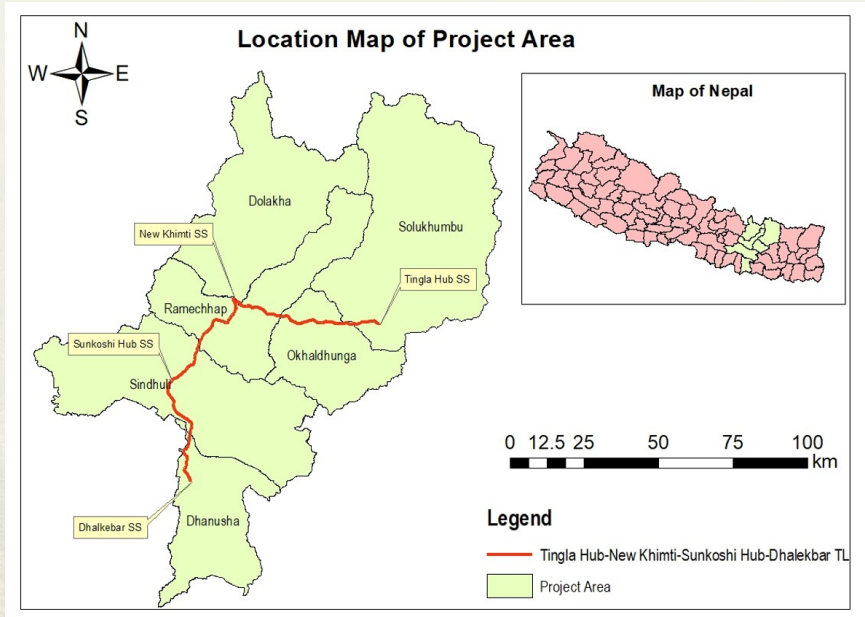 Location Map of Project Area
N
W E
S
Map of Nepal
Dolakha
Solukhumbu
New Khimti SS
Tingla Hub SS
Ramechhap
Sunkoshi Hub SS
Okhaldhunga
Sindhuli
Dhalkebar SS
Dhanusha
0 12.5 25 50 75 100
km
Legend
Tingla Hub-New Khimti-Sunkoshi Hub-Dhalekbar TL
Project Area